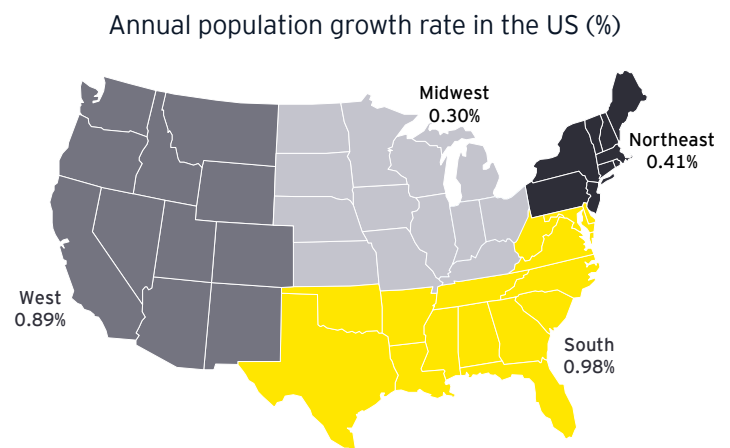 Annual population growth rate in the US (%)
Midwest
0.30%
Northeast
0.41%
West
0.89%
South
0.98%